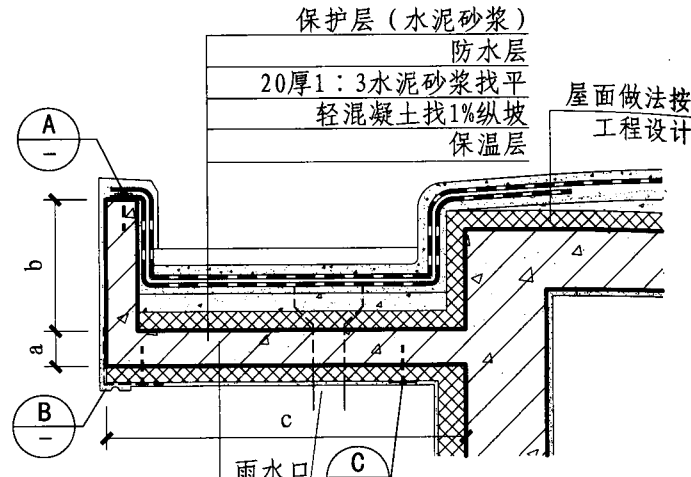 保护层（水泥砂浆）
防水层
20厚1：3水泥砂浆找平
轻混凝土找1%纵坡
保温层
屋面做法按
工程设计
A
—
b
a
B
—
c
雨水口
C